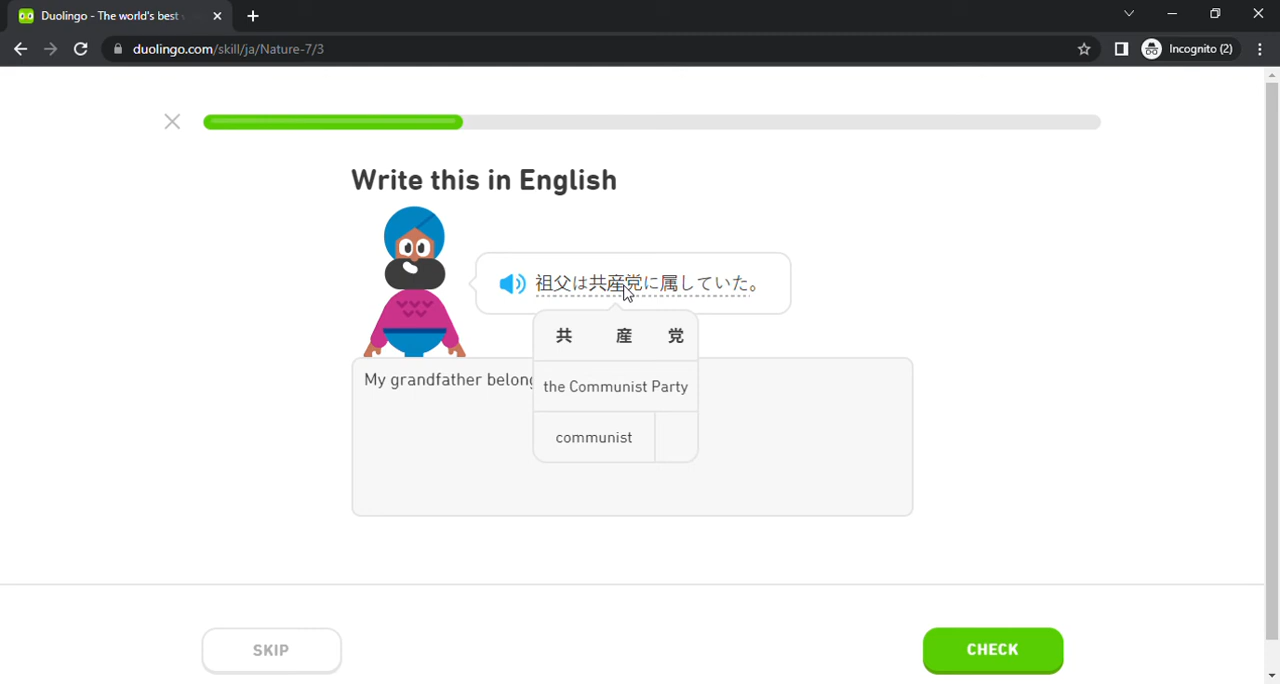 Duolingo - The world's best
duolingo.com/skill/ja/Nature-7/3
Incognito (2)
Write this in English
祖父は共産党に属していた。
共 産 党
the Communist Party
communist
My grandfather belong
SKIP
CHECK